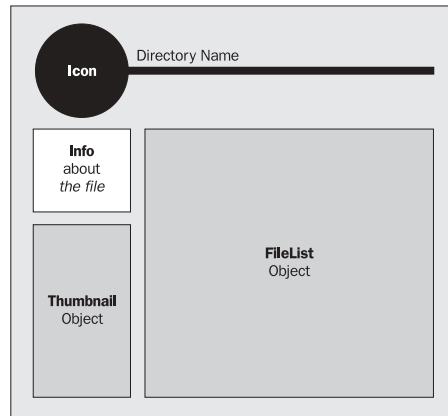 Directory Name
Icon
Info
about
the file
FileList
Object
Thumbnail
Object